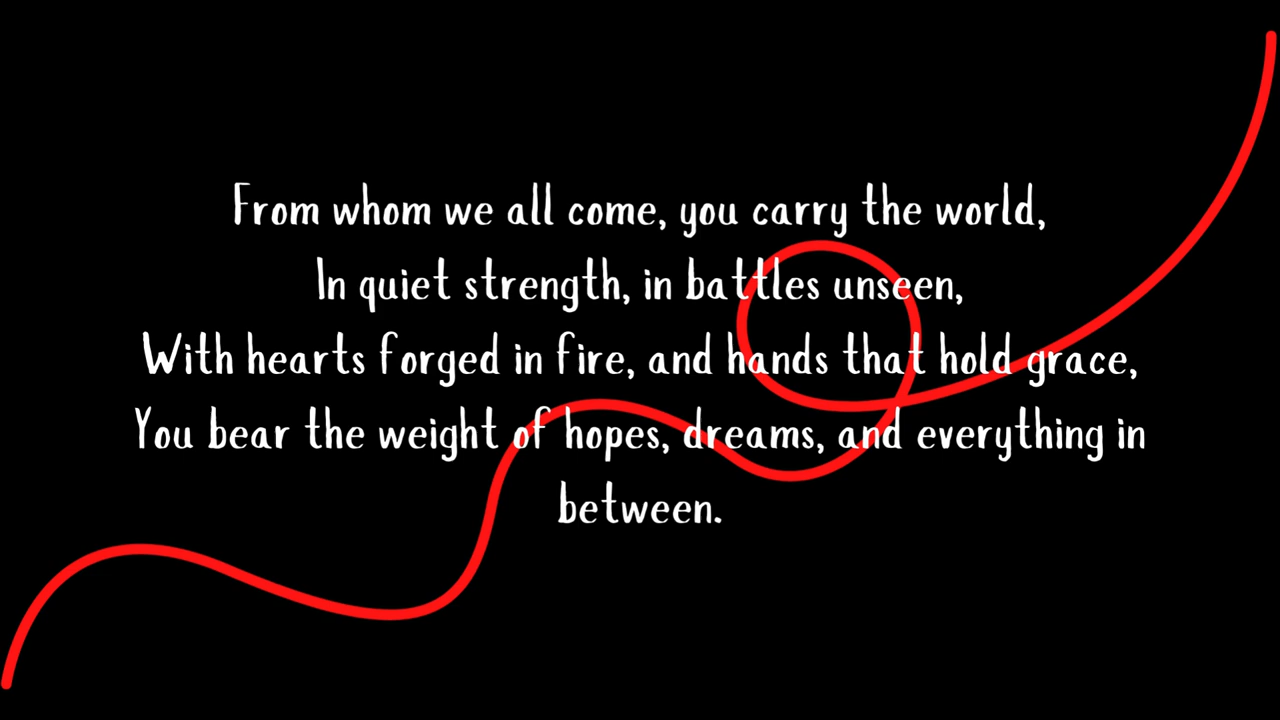 From whom we all come, you carry the world,
In quiet strength, in battles unseen,
With hearts forged in fire, and hands that hold grace,
You bear the weight of hopes, dreams, and everything in
between.